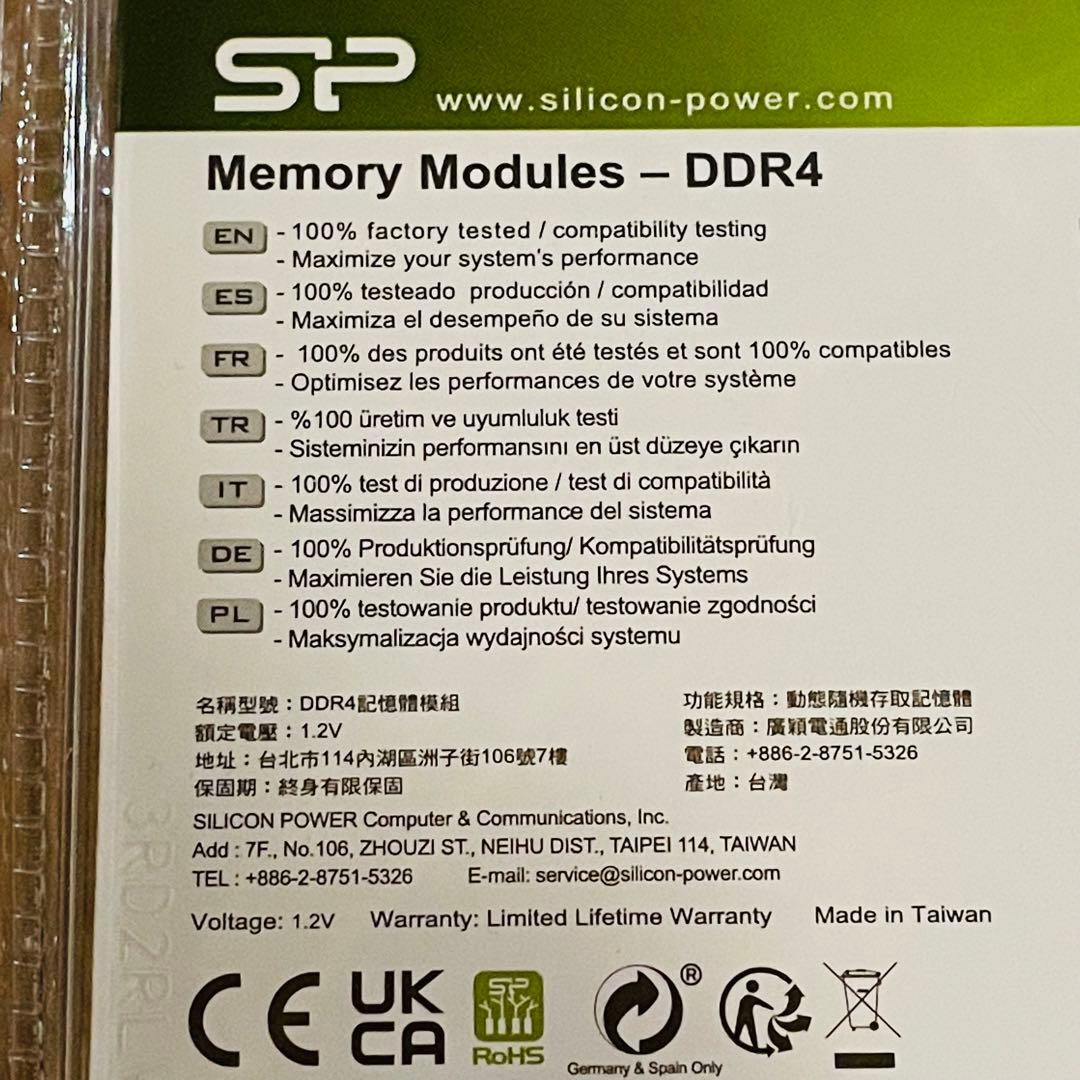 SP www.silicon-power.com
Memory Modules – DDR4
EN - 100% factory tested / compatibility testing
- Maximize your system's performance
ES - 100% testeado producción / compatibilidad
- Maximiza el desempeño de su sistema
FR - 100% des produits ont été testés et sont 100% compatibles
- Optimisez les performances de votre système
TR - %100 üretim ve uyumluluk testi
- Sisteminizin performansını en üst düzeye çıkarın
IT - 100% test di produzione / test di compatibilità
- Massimizza la performance del sistema
DE - 100% Produktionsprüfung/ Kompatibilitätsprüfung
- Maximieren Sie die Leistung Ihres Systems
PL - 100% testowanie produktu/ testowanie zgodności
- Maksymalizacja wydajności systemu
名稱型號：DDR4記憶體模組
額定電壓：1.2V
地址：台北市114內湖區洲子街106號7樓
保固期：終身有限保固
功能規格：動態隨機存取記憶體
製造商：廣穎電通股份有限公司
電話：+886-2-8751-5326
產地：台灣
SILICON POWER Computer & Communications, Inc.
Add : 7F., No.106, ZHOUZI ST., NEIHU DIST., TAIPEI 114, TAIWAN
TEL : +886-2-8751-5326 E-mail: service@silicon-power.com
Voltage: 1.2V Warranty: Limited Lifetime Warranty Made in Taiwan
CE UK CA SP RoHS ®
Germany & Spain Only